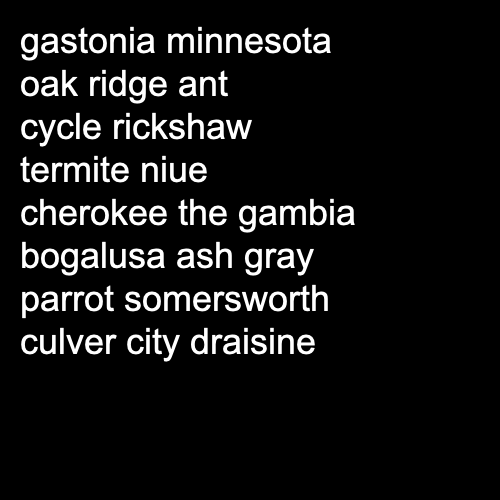 gastonia minnesota
oak ridge ant
cycle rickshaw
termite niue
cherokee the gambia
bogalusa ash gray
parrot somersworth
culver city draisine